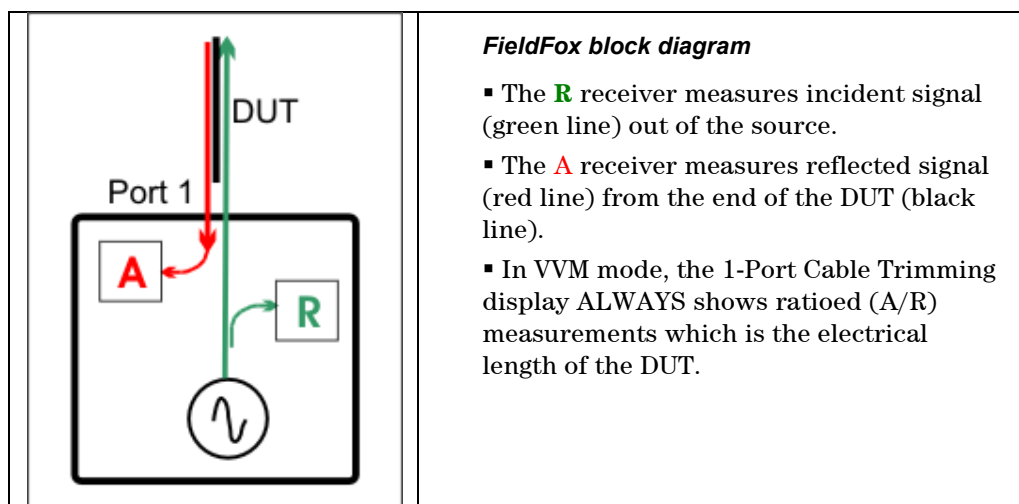 DUT
Port 1
A
R
FieldFox block diagram
▪ The R receiver measures incident signal
(green line) out of the source.
▪ The A receiver measures reflected signal
(red line) from the end of the DUT (black
line).
▪ In VVM mode, the 1-Port Cable Trimming
display ALWAYS shows ratioed (A/R)
measurements which is the electrical
length of the DUT.